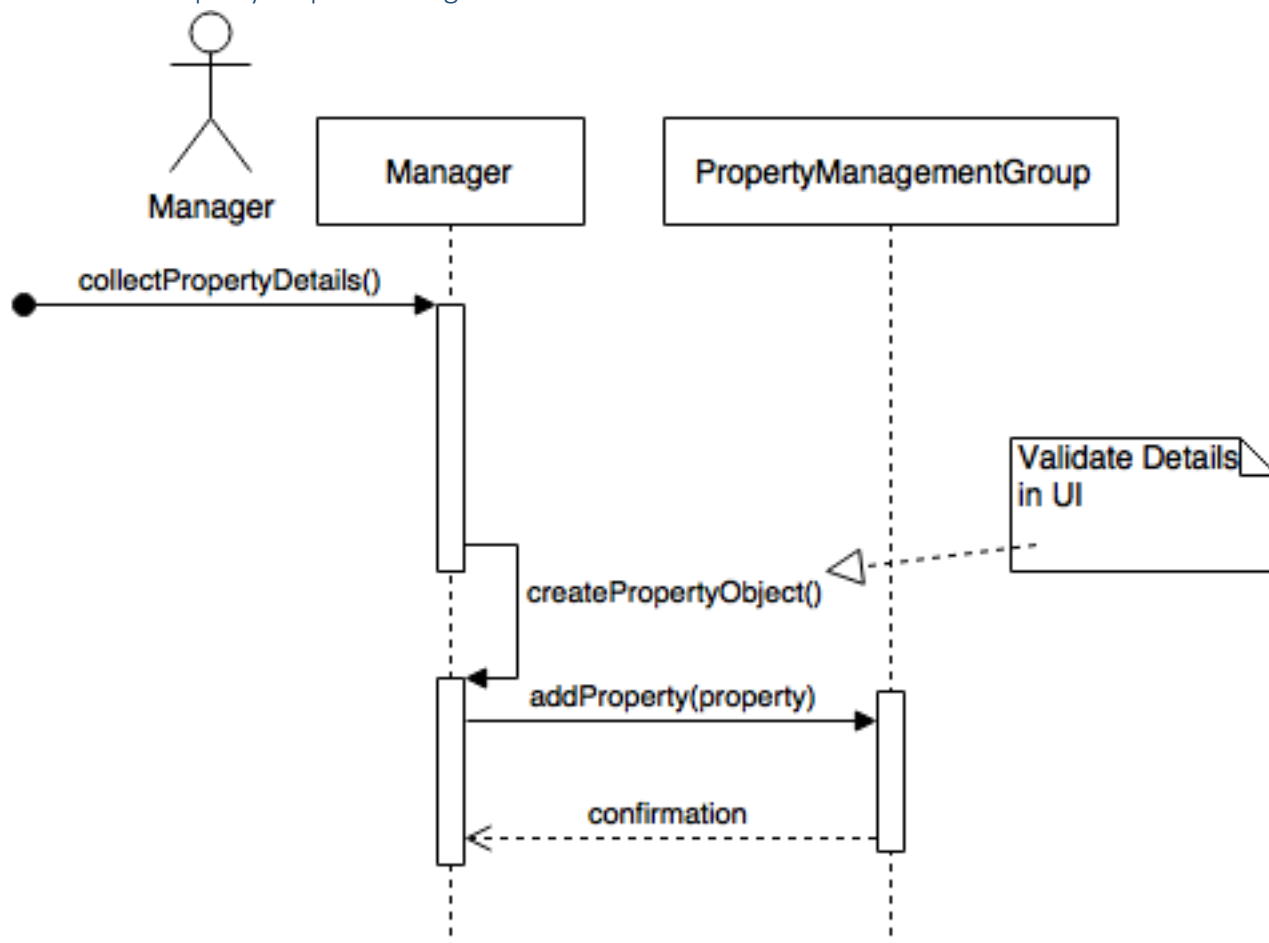 Manager
Manager
PropertyManagementGroup
collectPropertyDetails()
Validate Details
in UI
createPropertyObject()
addProperty(property)
confirmation